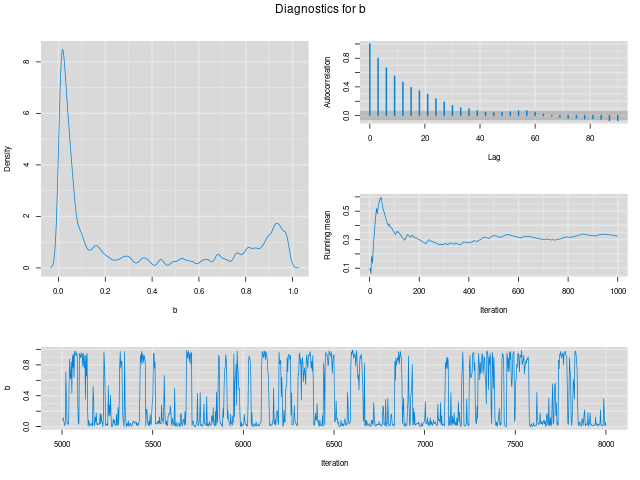 Diagnostics for b
Density
0 2 4 6 8
0.0 0.2 0.4 0.6 0.8 1.0
b
Autocorrelation
0.0 0.4 0.8
0 20 40 60 80
Lag
Running mean
0.1 0.3 0.5
0 200 400 600 800 1000
Iteration
b
0.0 0.4 0.8
5000 5500 6000 6500 7000 7500 8000
Iteration